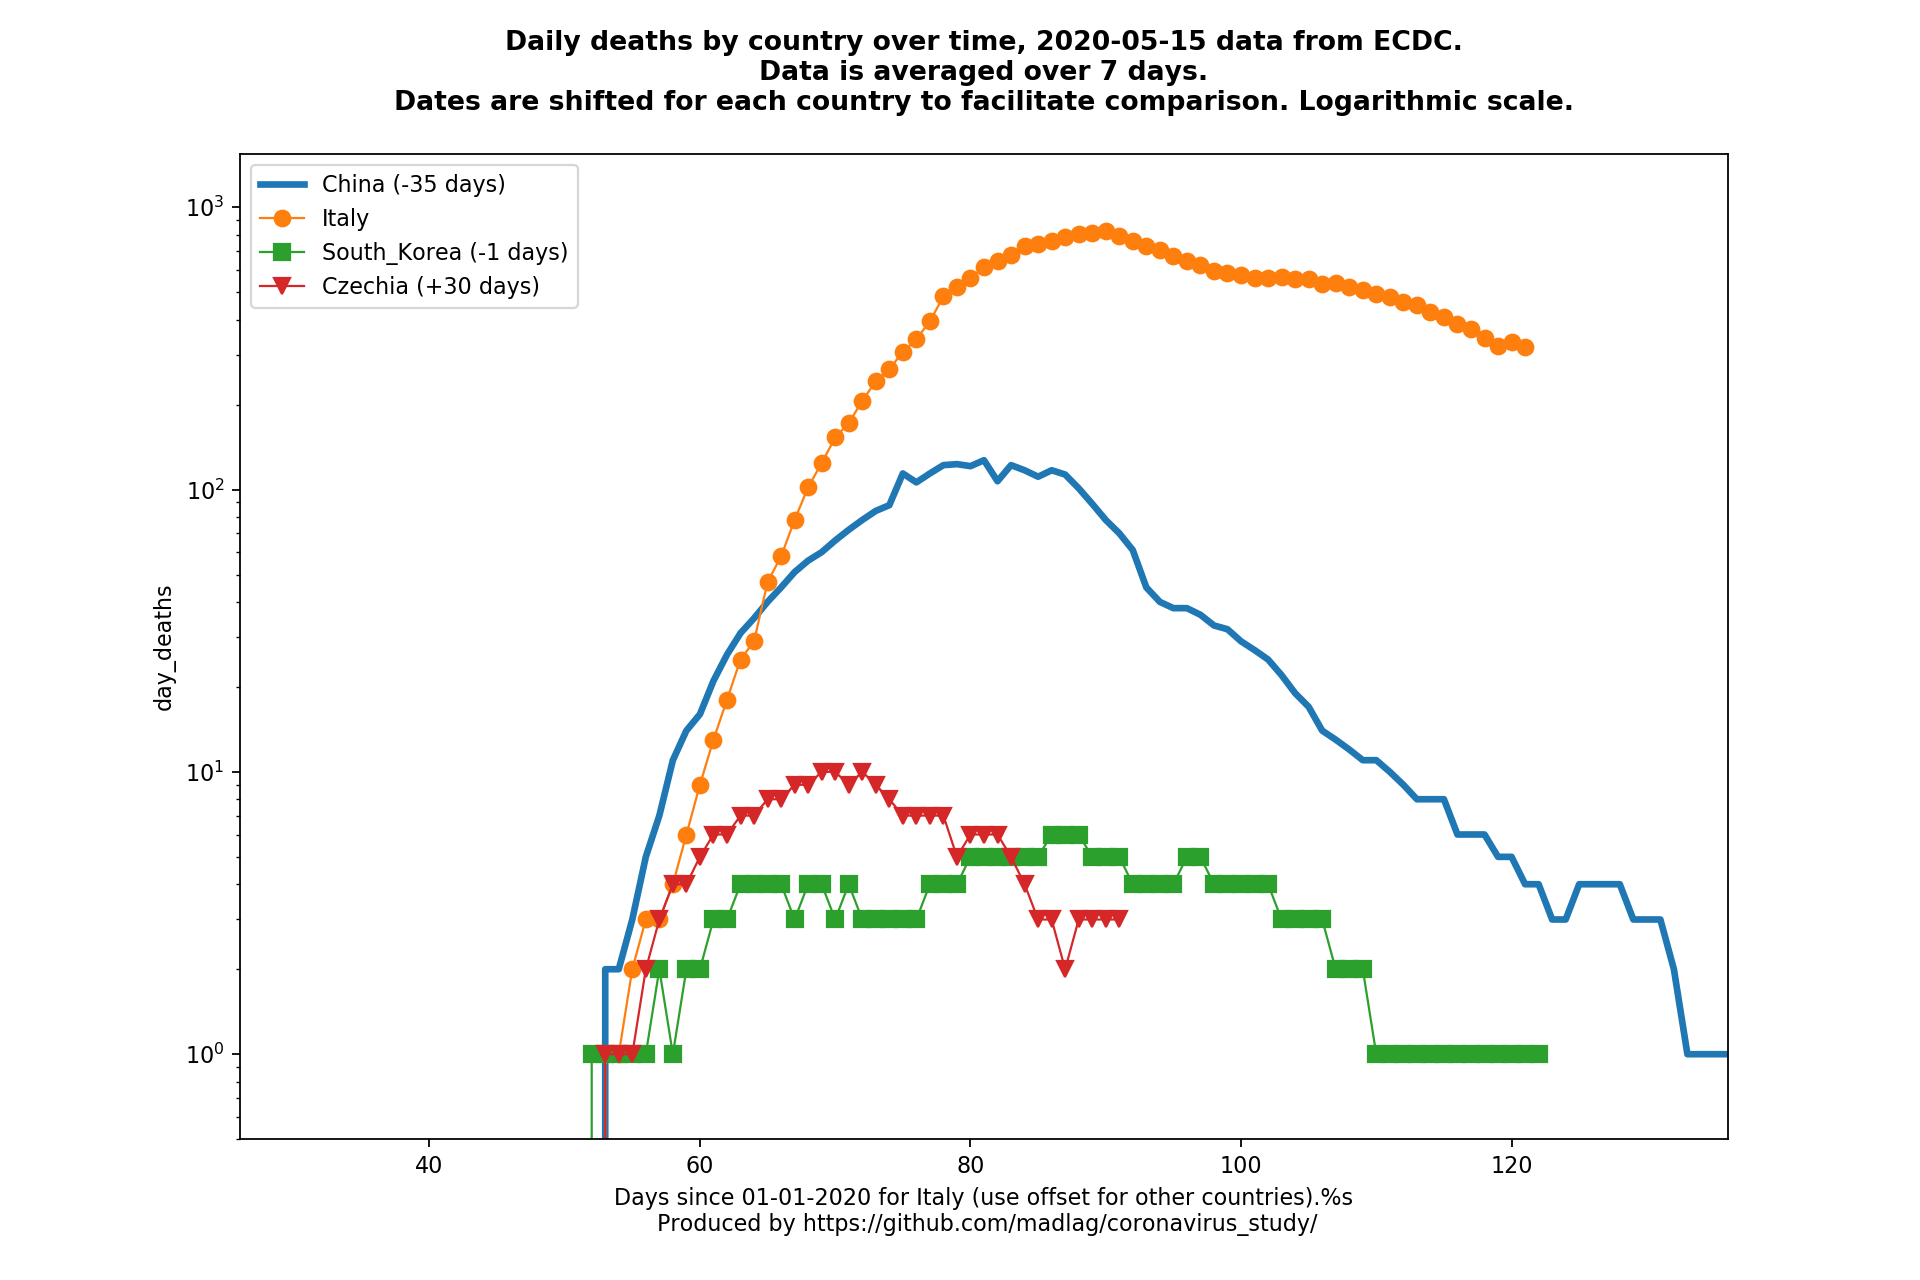 Daily deaths by country over time, 2020-05-15 data from ECDC.
Data is averaged over 7 days.
Dates are shifted for each country to facilitate comparison. Logarithmic scale.
China (-35 days)
Italy
South_Korea (-1 days)
Czechia (+30 days)
10³
10²
10¹
10⁰
day_deaths
40 60 80 100 120
Days since 01-01-2020 for Italy (use offset for other countries).%s
Produced by https://github.com/madlag/coronavirus_study/